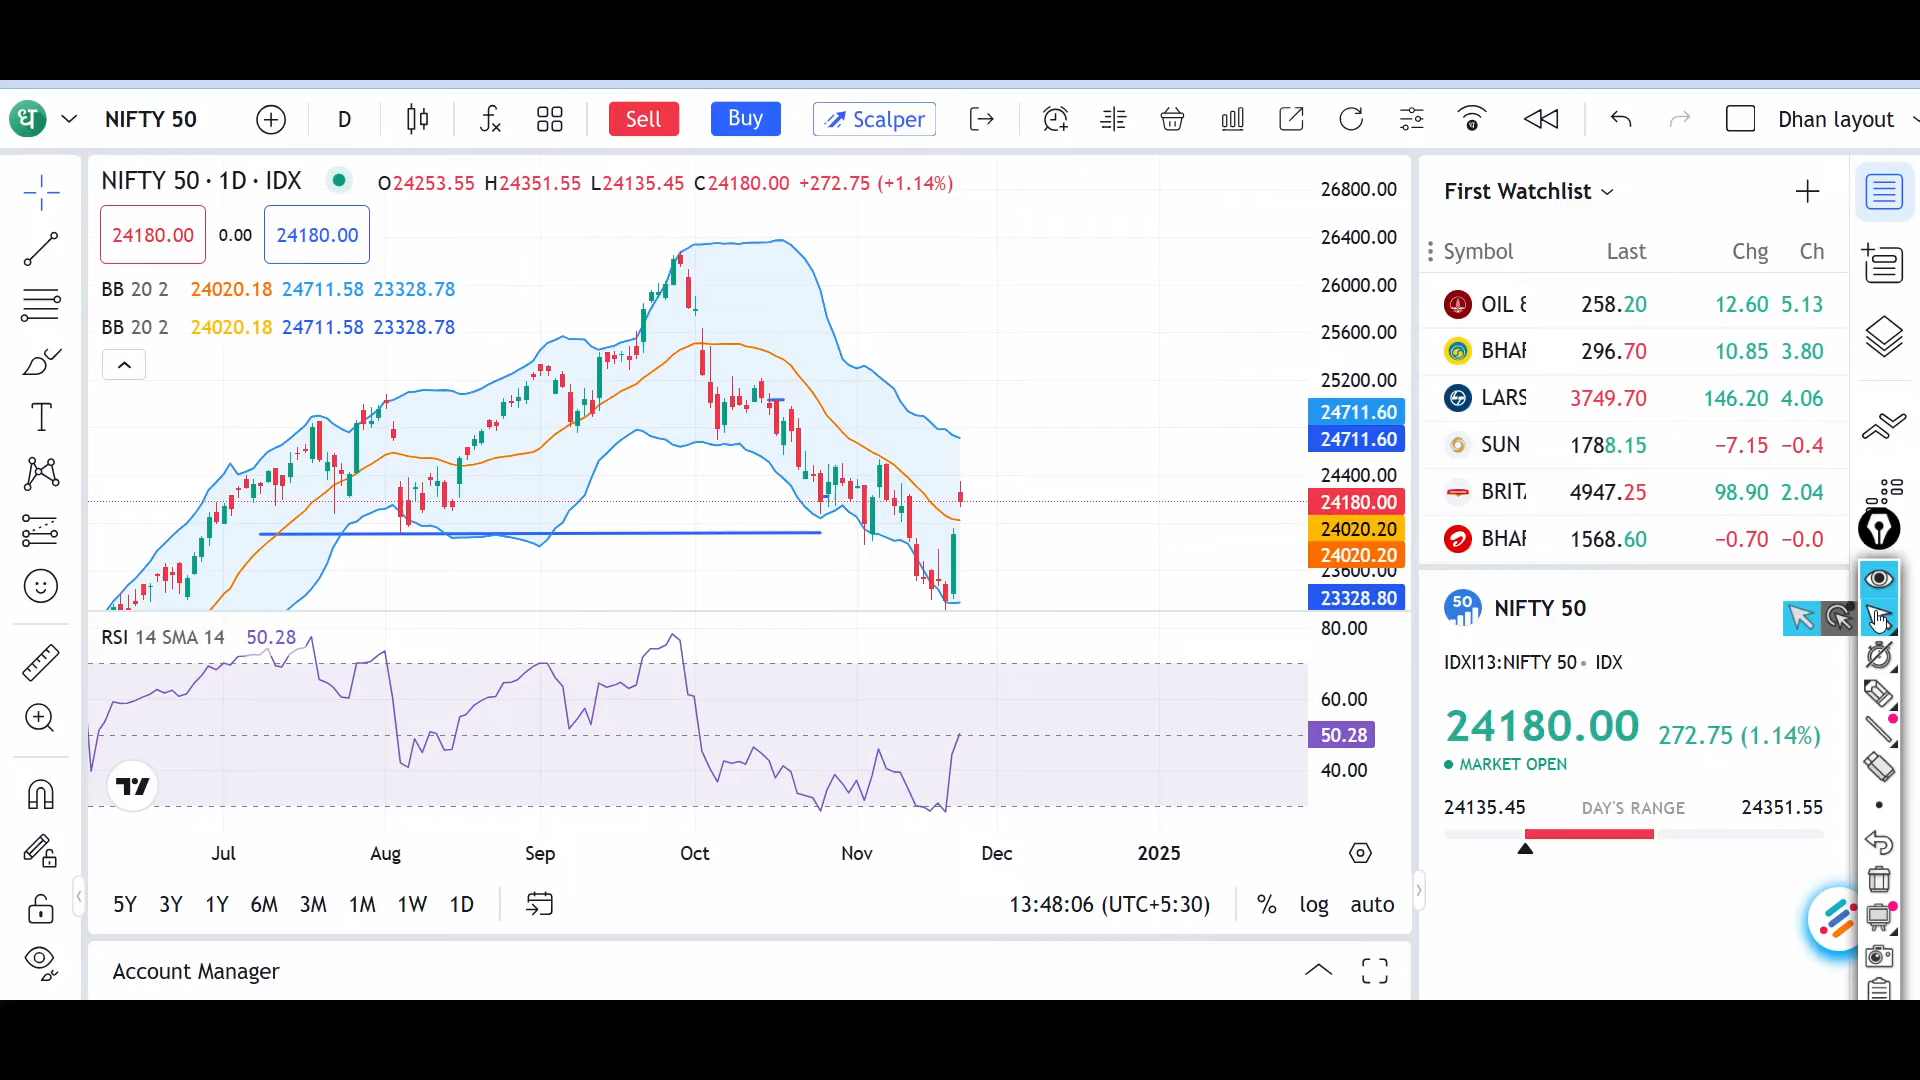 ध NIFTY 50 D Sell Buy Scalper Dhan layout
NIFTY 50 · 1D · IDX O24253.55 H24351.55 L24135.45 C24180.00 +272.75 (+1.14%)
24180.00 0.00 24180.00
BB 20 2 24020.18 24711.58 23328.78
BB 20 2 24020.18 24711.58 23328.78
26800.00
26400.00
26000.00
25600.00
25200.00
24711.60
24711.60
24400.00
24180.00
24020.20
24020.20
23600.00
23328.80
RSI 14 SMA 14 50.28
80.00
60.00
50.28
40.00
Jul Aug Sep Oct Nov Dec 2025
5Y 3Y 1Y 6M 3M 1M 1W 1D 13:48:06 (UTC+5:30) % log auto
Account Manager
First Watchlist
Symbol Last Chg Ch
OIL 258.20 12.60 5.13
BHAR 296.70 10.85 3.80
LARS 3749.70 146.20 4.06
SUN 1788.15 −7.15 −0.4
BRIT 4947.25 98.90 2.04
BHAR 1568.60 −0.70 −0.0
50 NIFTY 50
IDXI13:NIFTY 50 • IDX
24180.00 272.75 (1.14%)
MARKET OPEN
24135.45 DAY'S RANGE 24351.55